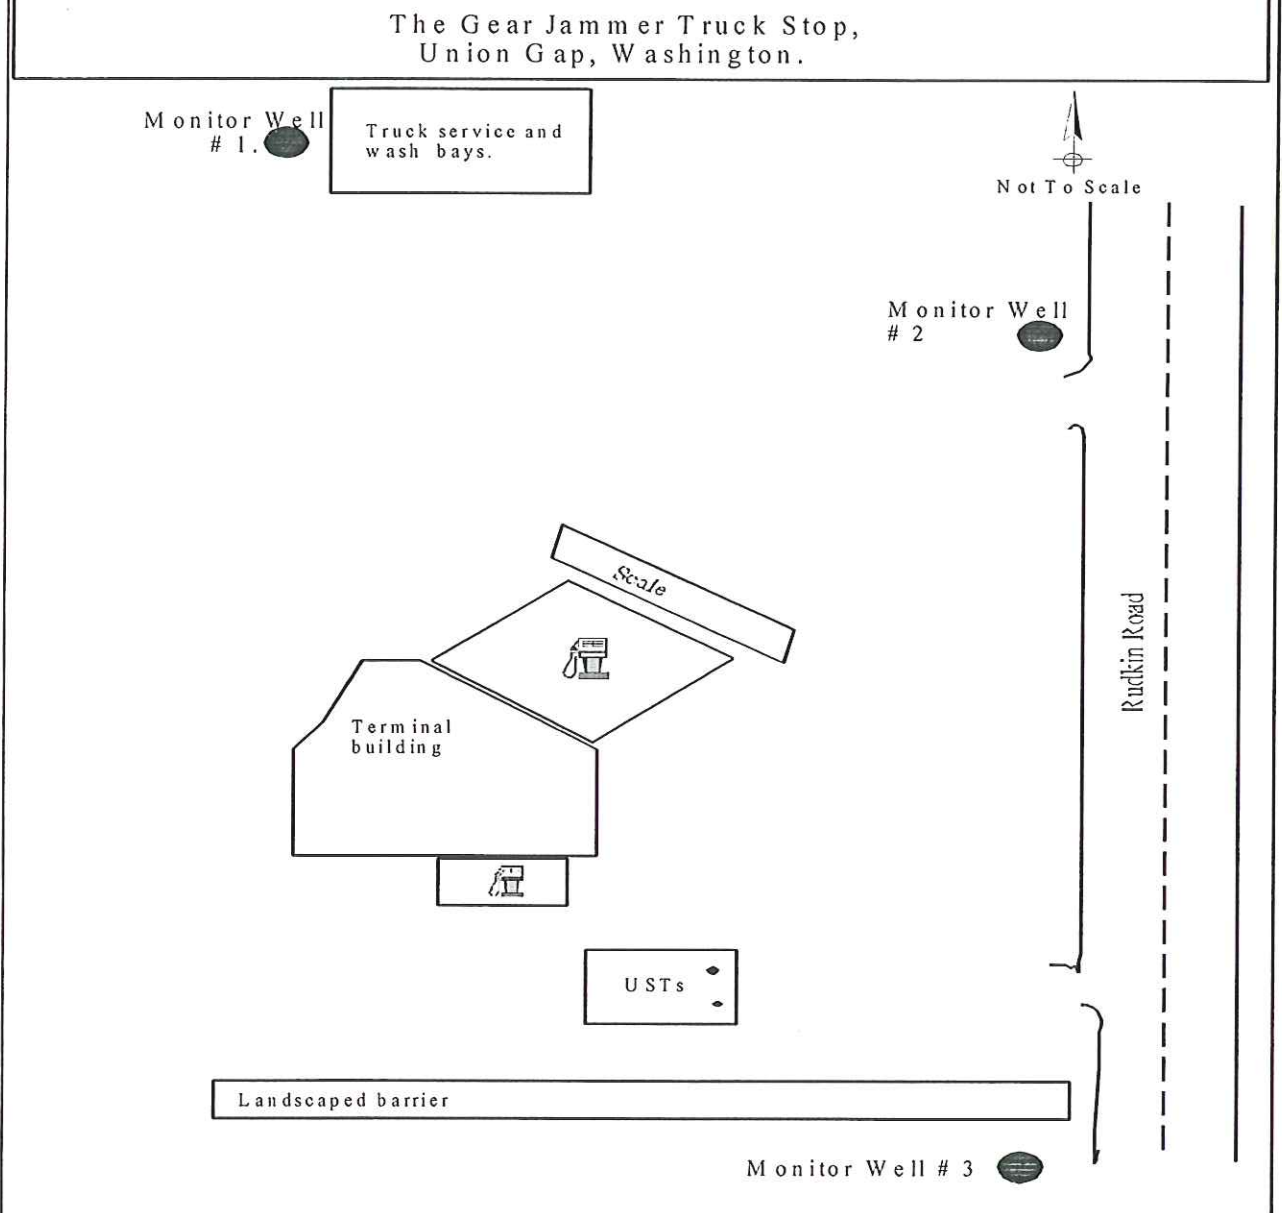 The Gear Jammer Truck Stop,
Union Gap, Washington.
Monitor Well
# 1.
Truck service and
wash bays.
Not To Scale
Monitor Well
# 2
Scale
Rudkin Road
Terminal
building
USTs
Landscaped barrier
Monitor Well # 3